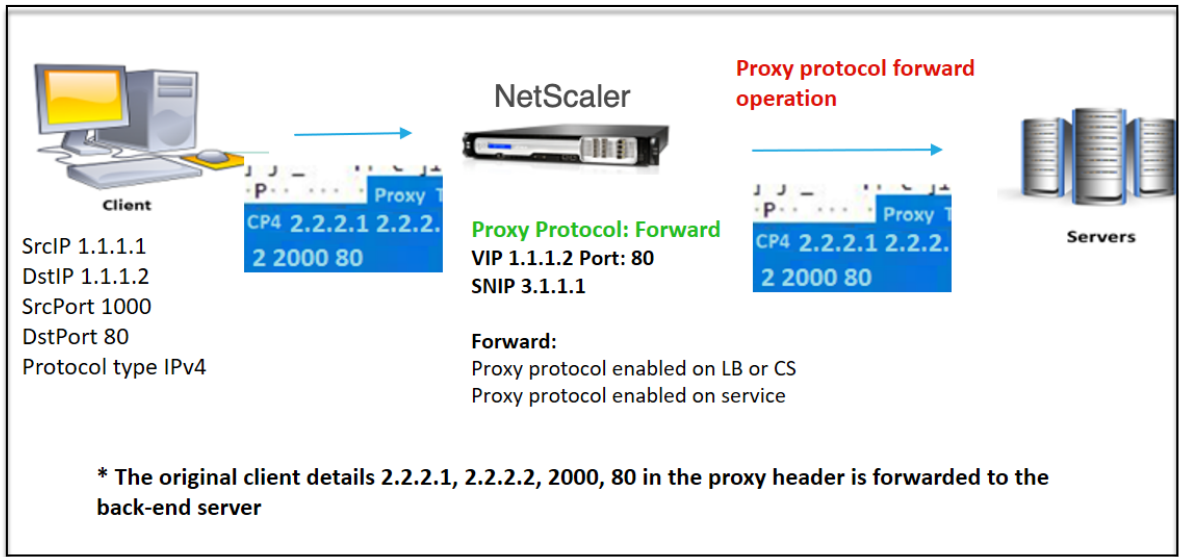 Proxy protocol forward
operation
NetScaler
Client
Proxy
CP4 2.2.2.1 2.2.2.
2 2000 80
SrcIP 1.1.1.1
DstIP 1.1.1.2
SrcPort 1000
DstPort 80
Protocol type IPv4
Proxy Protocol: Forward
VIP 1.1.1.2 Port: 80
SNIP 3.1.1.1
Forward:
Proxy protocol enabled on LB or CS
Proxy protocol enabled on service
P
Proxy
CP4 2.2.2.1 2.2.2.
2 2000 80
Servers
* The original client details 2.2.2.1, 2.2.2.2, 2000, 80 in the proxy header is forwarded to the
back-end server